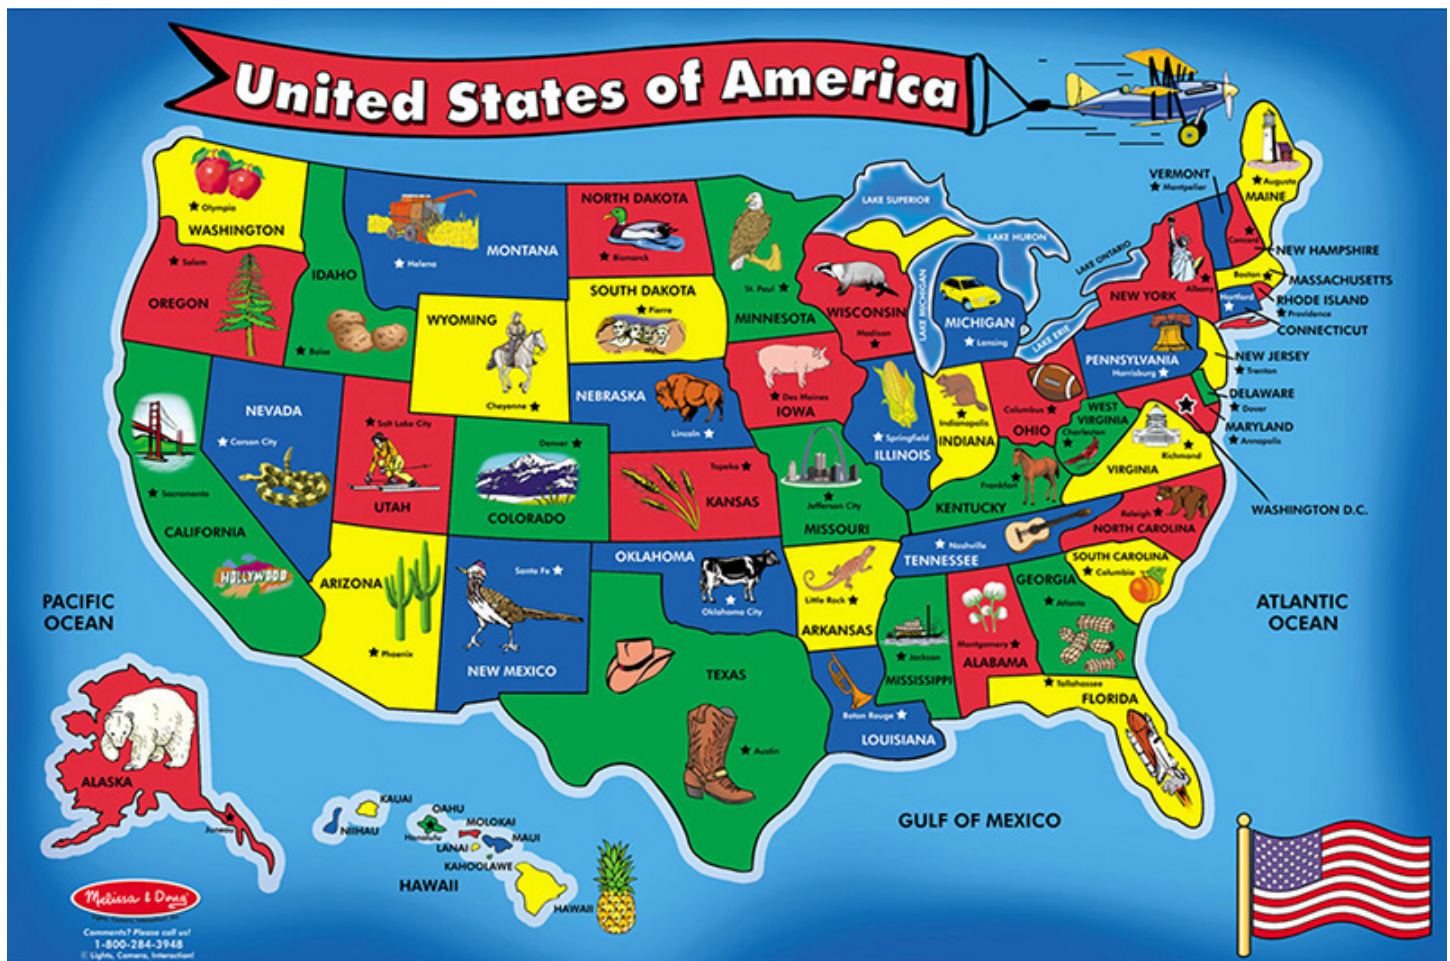 United States of America
WASHINGTON
Olympia
OREGON
Salem
CALIFORNIA
Sacramento
HOLLYWOOD
NEVADA
Carson City
IDAHO
Boise
MONTANA
Helena
WYOMING
Cheyenne
UTAH
Salt Lake City
COLORADO
Denver
ARIZONA
Phoenix
NEW MEXICO
Santa Fe
NORTH DAKOTA
Bismarck
SOUTH DAKOTA
Pierre
NEBRASKA
Lincoln
KANSAS
Topeka
OKLAHOMA
Oklahoma City
TEXAS
Austin
MINNESOTA
St. Paul
IOWA
Des Moines
MISSOURI
Jefferson City
ARKANSAS
Little Rock
LOUISIANA
Baton Rouge
WISCONSIN
Madison
ILLINOIS
Springfield
MICHIGAN
Lansing
INDIANA
Indianapolis
OHIO
Columbus
KENTUCKY
Frankfort
TENNESSEE
Nashville
MISSISSIPPI
Jackson
ALABAMA
Montgomery
GEORGIA
Atlanta
FLORIDA
Tallahassee
SOUTH CAROLINA
Columbia
NORTH CAROLINA
Raleigh
VIRGINIA
Richmond
WEST
VIRGINIA
Charleston
PENNSYLVANIA
Harrisburg
NEW YORK
Albany
VERMONT
Montpelier
MAINE
Augusta
Concord
NEW HAMPSHIRE
Boston
MASSACHUSETTS
RHODE ISLAND
Providence
Hartford
CONNECTICUT
NEW JERSEY
Trenton
DELAWARE
Dover
MARYLAND
Annapolis
WASHINGTON D.C.
LAKE SUPERIOR
LAKE HURON
LAKE MICHIGAN
LAKE ONTARIO
LAKE ERIE
PACIFIC
OCEAN
ATLANTIC
OCEAN
GULF OF MEXICO
ALASKA
Juneau
KAUAI
NIIHAU
OAHU
Honolulu
MOLOKAI
LANAI
MAUI
KAHOOLAWE
HAWAII
HAWAII
Melissa & Doug
Comments? Please call us!
1-800-284-3948
© Lights, Camera, Interaction!